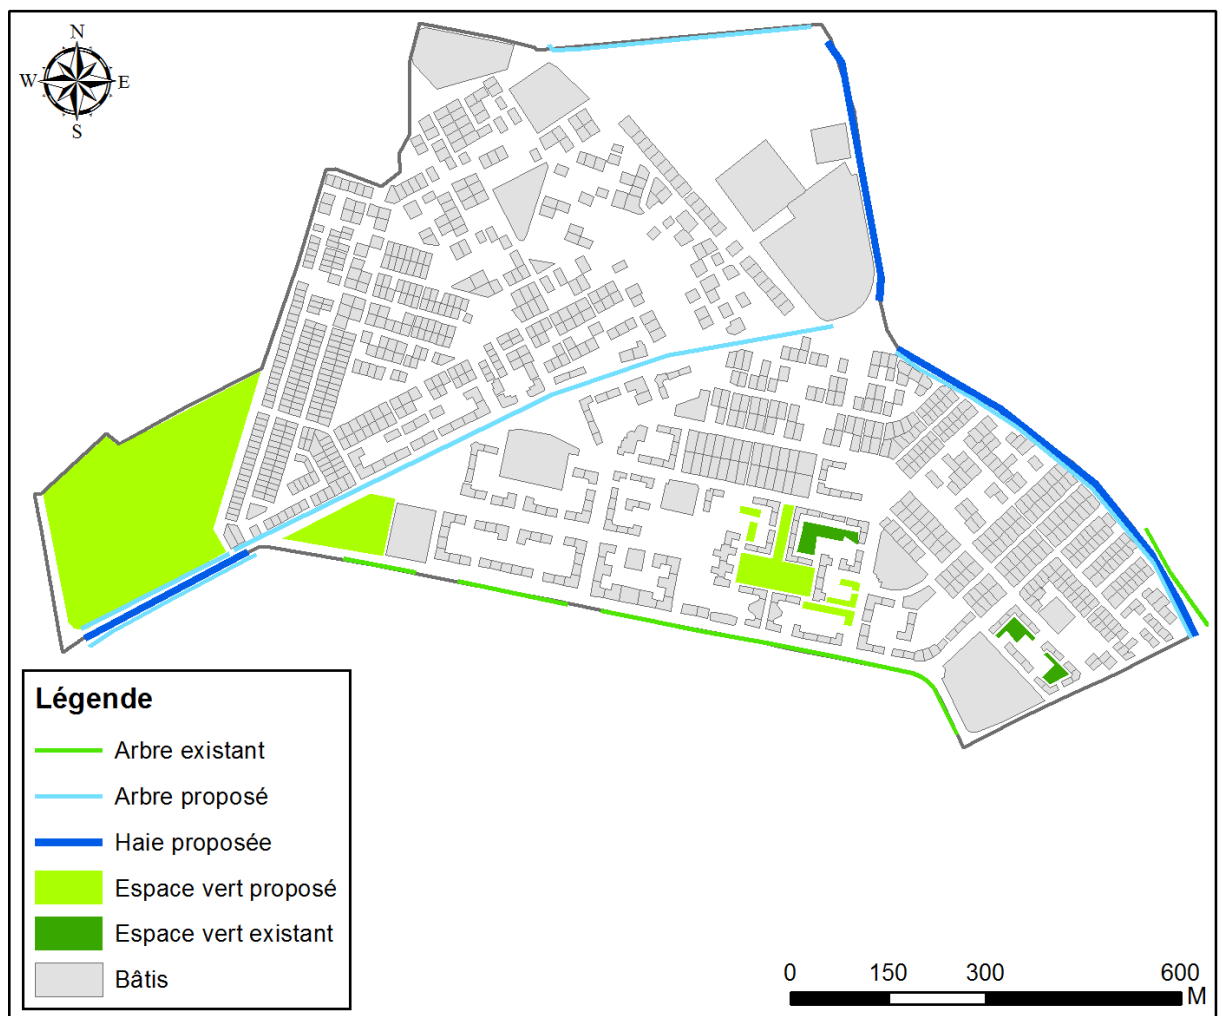 N
W E
S
Légende
Arbre existant
Arbre proposé
Haie proposée
Espace vert proposé
Espace vert existant
Bâtis
0 150 300 600
M